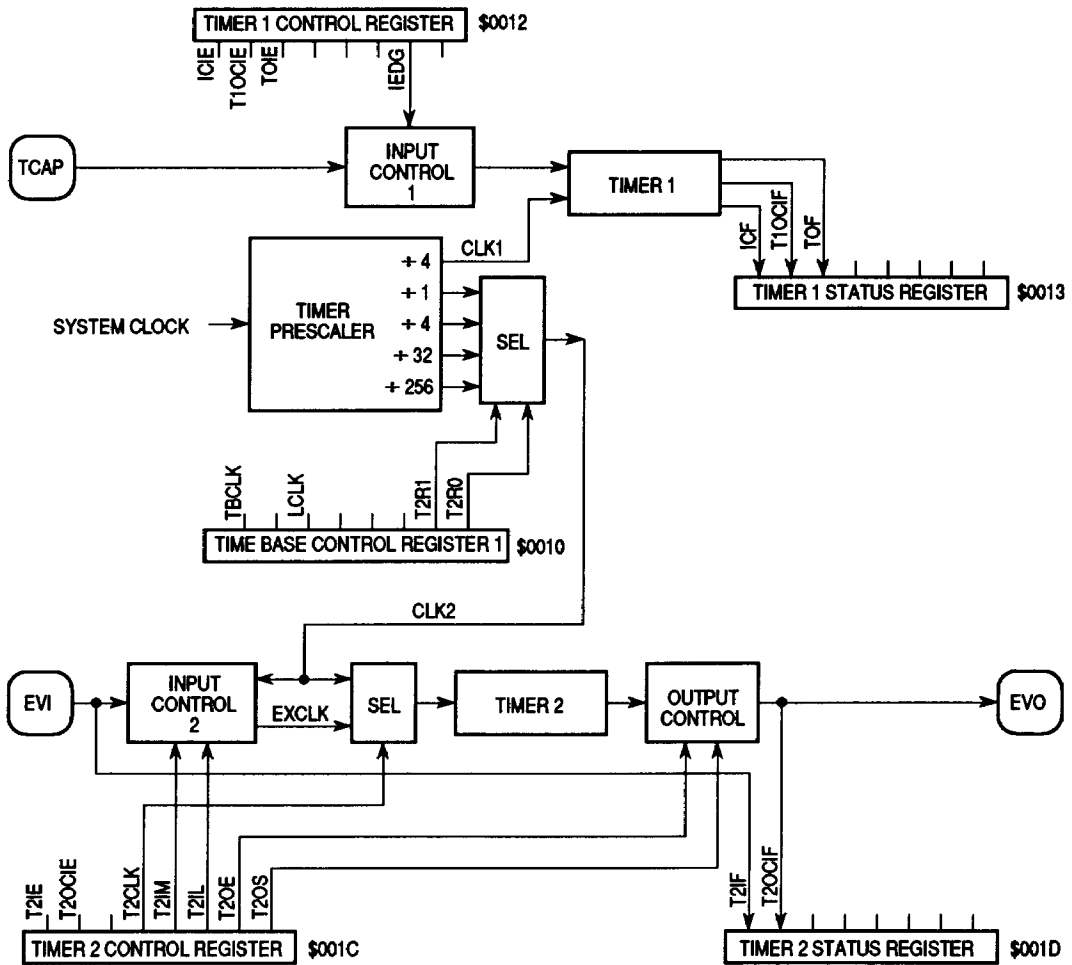 TIMER 1 CONTROL REGISTER $0012
ICIE
T1OCIE
TOIE
IEDG
TCAP
INPUT
CONTROL
1
TIMER 1
ICF
T1OCIF
TOF
TIMER 1 STATUS REGISTER $0013
SYSTEM CLOCK
TIMER
PRESCALER
÷ 4
÷ 1
÷ 4
÷ 32
÷ 256
CLK1
SEL
TBCLK
LCLK
T2R1
T2R0
TIME BASE CONTROL REGISTER 1 $0010
CLK2
EVI
INPUT
CONTROL
2
EXCLK
SEL
TIMER 2
OUTPUT
CONTROL
EVO
T2IE
T2OCIE
T2CLK
T2IM
T2IL
T2OE
T2OS
TIMER 2 CONTROL REGISTER $001C
T2IF
T2OCIF
TIMER 2 STATUS REGISTER $001D